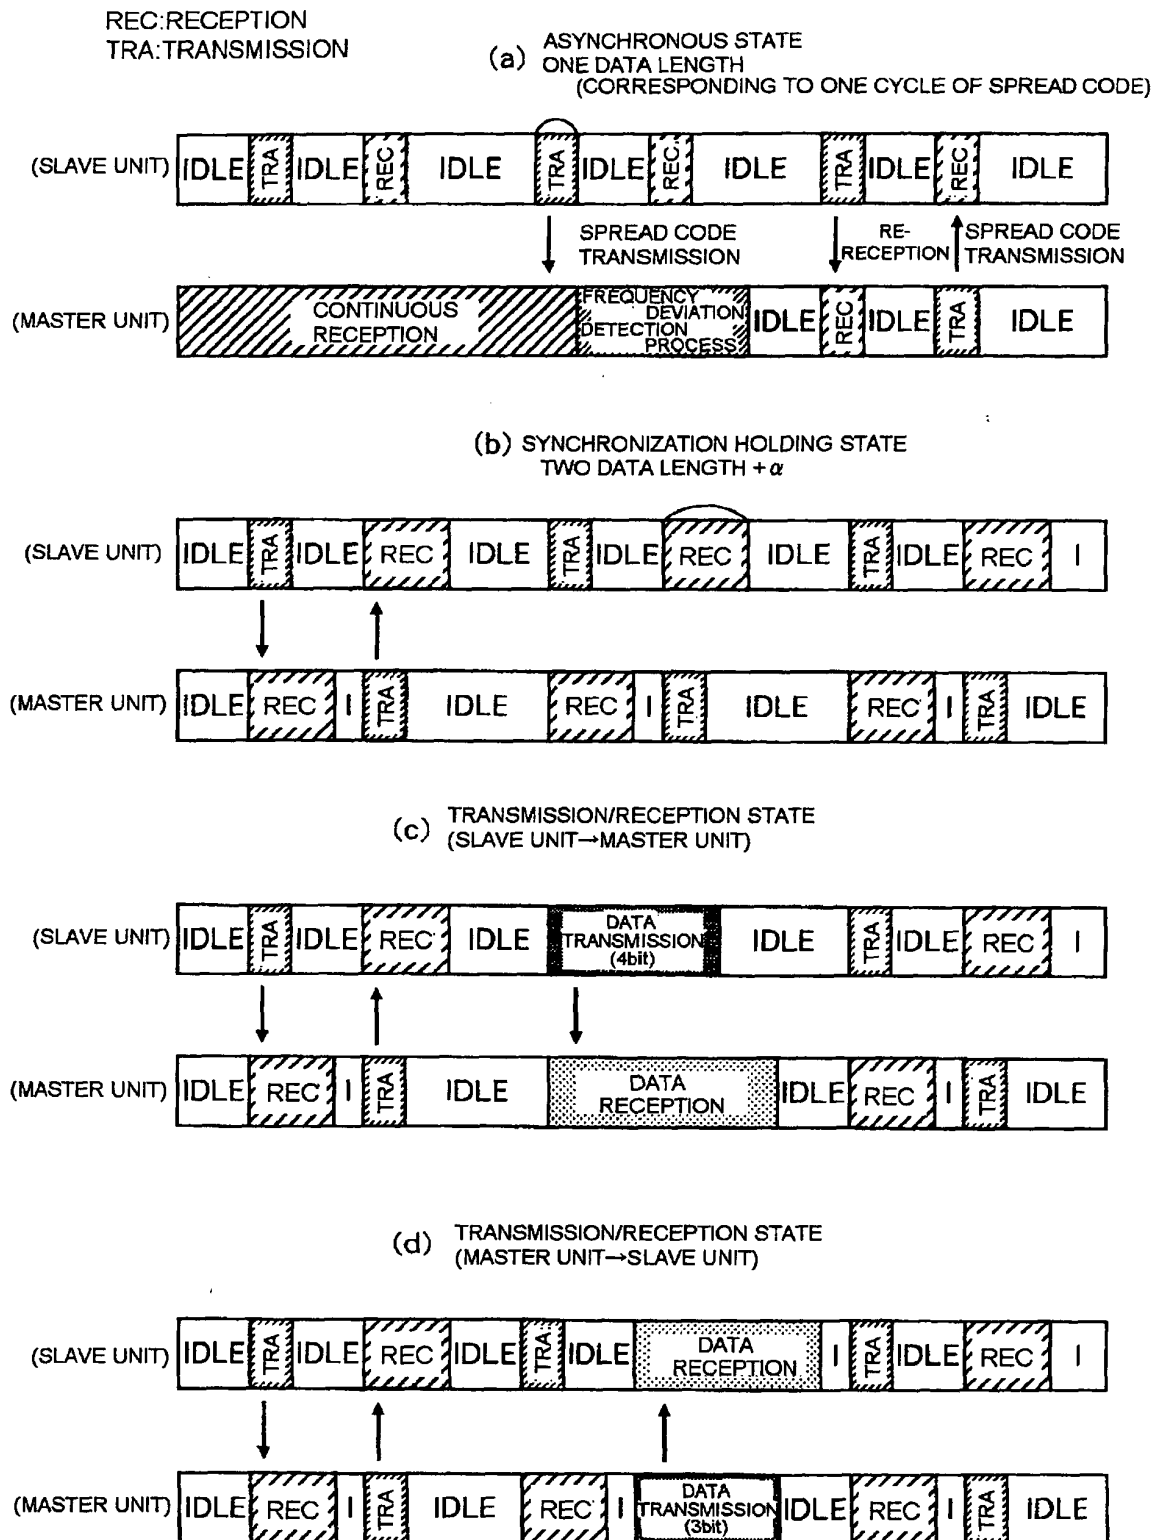 REC:RECEPTION
TRA:TRANSMISSION
(a) ASYNCHRONOUS STATE
ONE DATA LENGTH
(CORRESPONDING TO ONE CYCLE OF SPREAD CODE)
(SLAVE UNIT) IDLE TRA IDLE REC IDLE TRA IDLE REC IDLE TRA IDLE REC IDLE
SPREAD CODE TRANSMISSION
RE-RECEPTION
SPREAD CODE TRANSMISSION
(MASTER UNIT) CONTINUOUS RECEPTION FREQUENCY DEVIATION DETECTION PROCESS IDLE REC IDLE TRA IDLE
(b) SYNCHRONIZATION HOLDING STATE
TWO DATA LENGTH + α
(SLAVE UNIT) IDLE TRA IDLE REC IDLE TRA IDLE REC IDLE TRA IDLE REC I
(MASTER UNIT) IDLE REC I TRA IDLE REC I TRA IDLE REC I TRA IDLE
(c) TRANSMISSION/RECEPTION STATE
(SLAVE UNIT→MASTER UNIT)
(SLAVE UNIT) IDLE TRA IDLE REC IDLE DATA TRANSMISSION (4bit) IDLE TRA IDLE REC I
(MASTER UNIT) IDLE REC I TRA IDLE DATA RECEPTION IDLE REC I TRA IDLE
(d) TRANSMISSION/RECEPTION STATE
(MASTER UNIT→SLAVE UNIT)
(SLAVE UNIT) IDLE TRA IDLE REC IDLE TRA IDLE DATA RECEPTION I TRA IDLE REC I
(MASTER UNIT) IDLE REC I TRA IDLE REC I DATA TRANSMISSION (3bit) IDLE REC I TRA IDLE